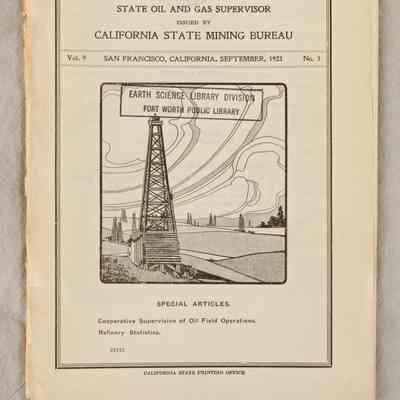 STATE OIL AND GAS SUPERVISOR
ISSUED BY
CALIFORNIA STATE MINING BUREAU
Vol. 9 SAN FRANCISCO, CALIFORNIA, SEPTEMBER, 1923 No. 3
EARTH SCIENCE LIBRARY DIVISION
FORT WORTH PUBLIC LIBRARY
SPECIAL ARTICLES.
Cooperative Supervision of Oil Field Operations.
Refinery Statistics.
CALIFORNIA STATE PRINTING OFFICE